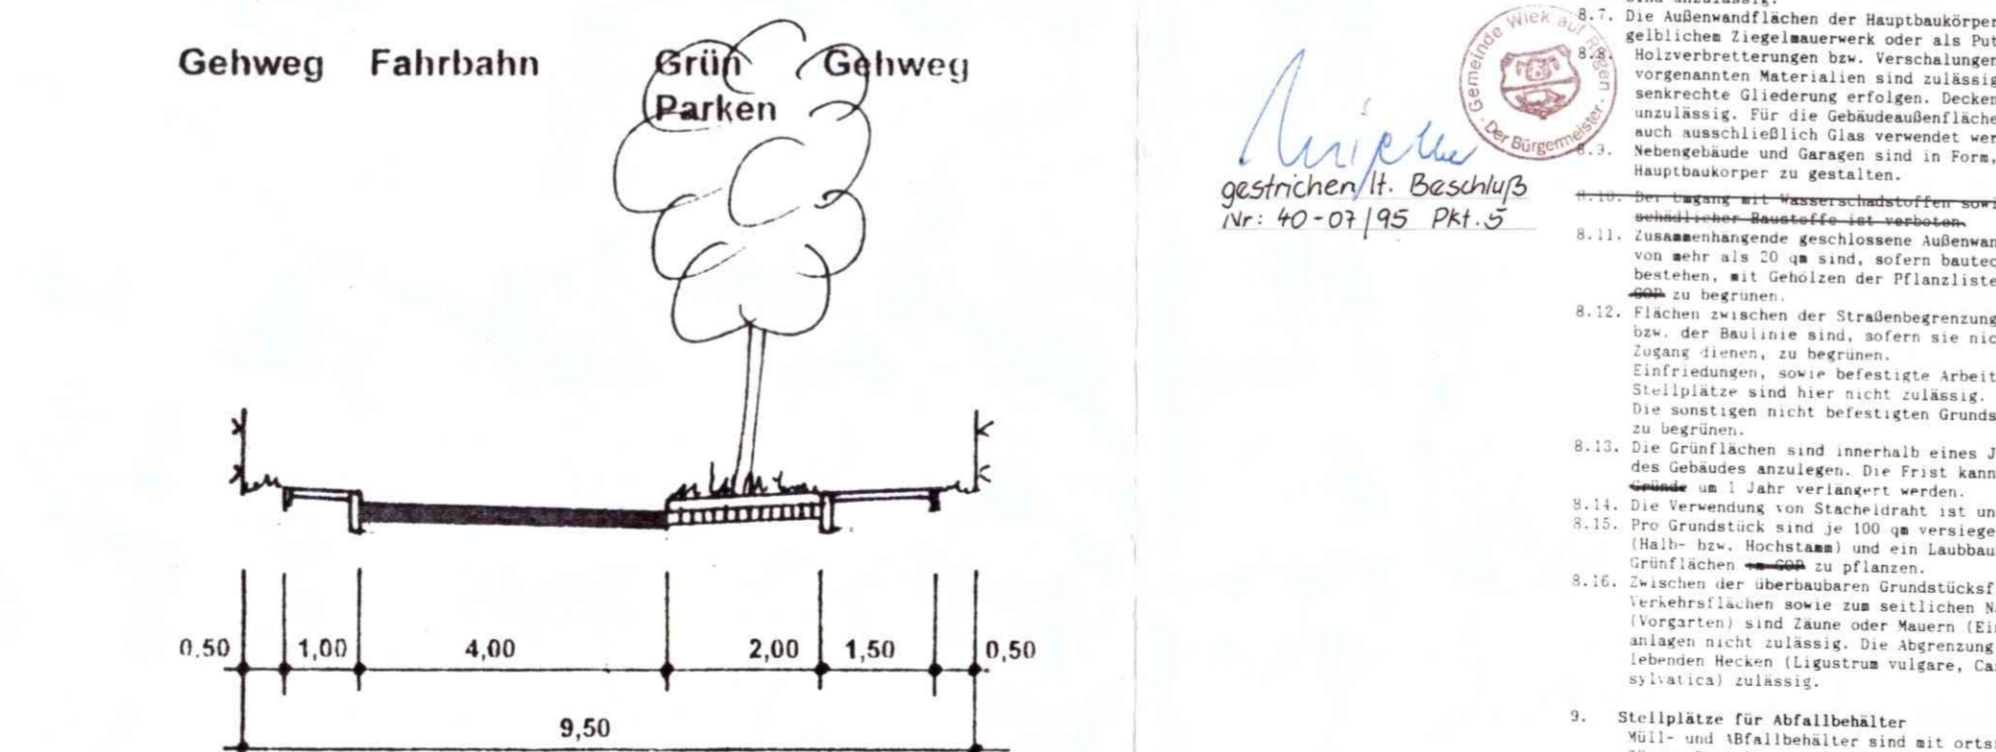 Gehweg Fahrbahn Grün Gehweg
Parken
0,50 1,00 4,00 2,00 1,50 0,50
9,50
Gemeinde Wiek auf Rügen
· Der Bürgermeister ·
gestrichen lt. Beschluß
Nr: 40-07/95 Pkt. 5
8.7. Die Außenwandflächen der Hauptbaukörper
gelblichem Ziegelmauerwerk oder als Put
8.8. Holzverbretterungen bzw. Verschalungen
vorgenannten Materialien sind zulässig
senkrechte Gliederung erfolgen. Decken
unzulässig. Für die Gebäudeaußenfläche
auch ausschließlich Glas verwendet wer
8.9. Nebengebäude und Garagen sind in Form,
Hauptbaukorper zu gestalten.
8.10. Der Umgang mit Wasserschadstoffen sowi
schädlicher Baustoffe ist verboten.
8.11. Zusammenhängende geschlossene Außenwan
von mehr als 20 qm sind, sofern bautec
bestehen, mit Gehölzen der Pflanzliste
GOP zu begrunen.
8.12. Flächen zwischen der Straßenbegrenzung
bzw. der Baulinie sind, sofern sie nic
Zugang dienen, zu begrünen.
Einfriedungen, sowie befestigte Arbeit
Stellplätze sind hier nicht zulässig.
Die sonstigen nicht befestigten Grunds
zu begrünen.
8.13. Die Grünflächen sind innerhalb eines J
des Gebäudes anzulegen. Die Frist kann
Gründe um 1 Jahr verlängert werden.
8.14. Die Verwendung von Stacheldraht ist un
8.15. Pro Grundstück sind je 100 qm versiege
(Halb- bzw. Hochstamm) und ein Laubbau
Grünflächen im GOP zu pflanzen.
8.16. Zwischen der überbaubaren Grundstücksf
Verkehrsflächen sowie zum seitlichen N
(Vorgarten) sind Zäune oder Mauern (Ei
anlagen nicht zulässig. Die Abgrenzung
lebenden Hecken (Ligustrum vulgare, Ca
sylvatica) zulässig.
9. Stellplätze für Abfallbehälter
Müll- und ABfallbehälter sind mit orts